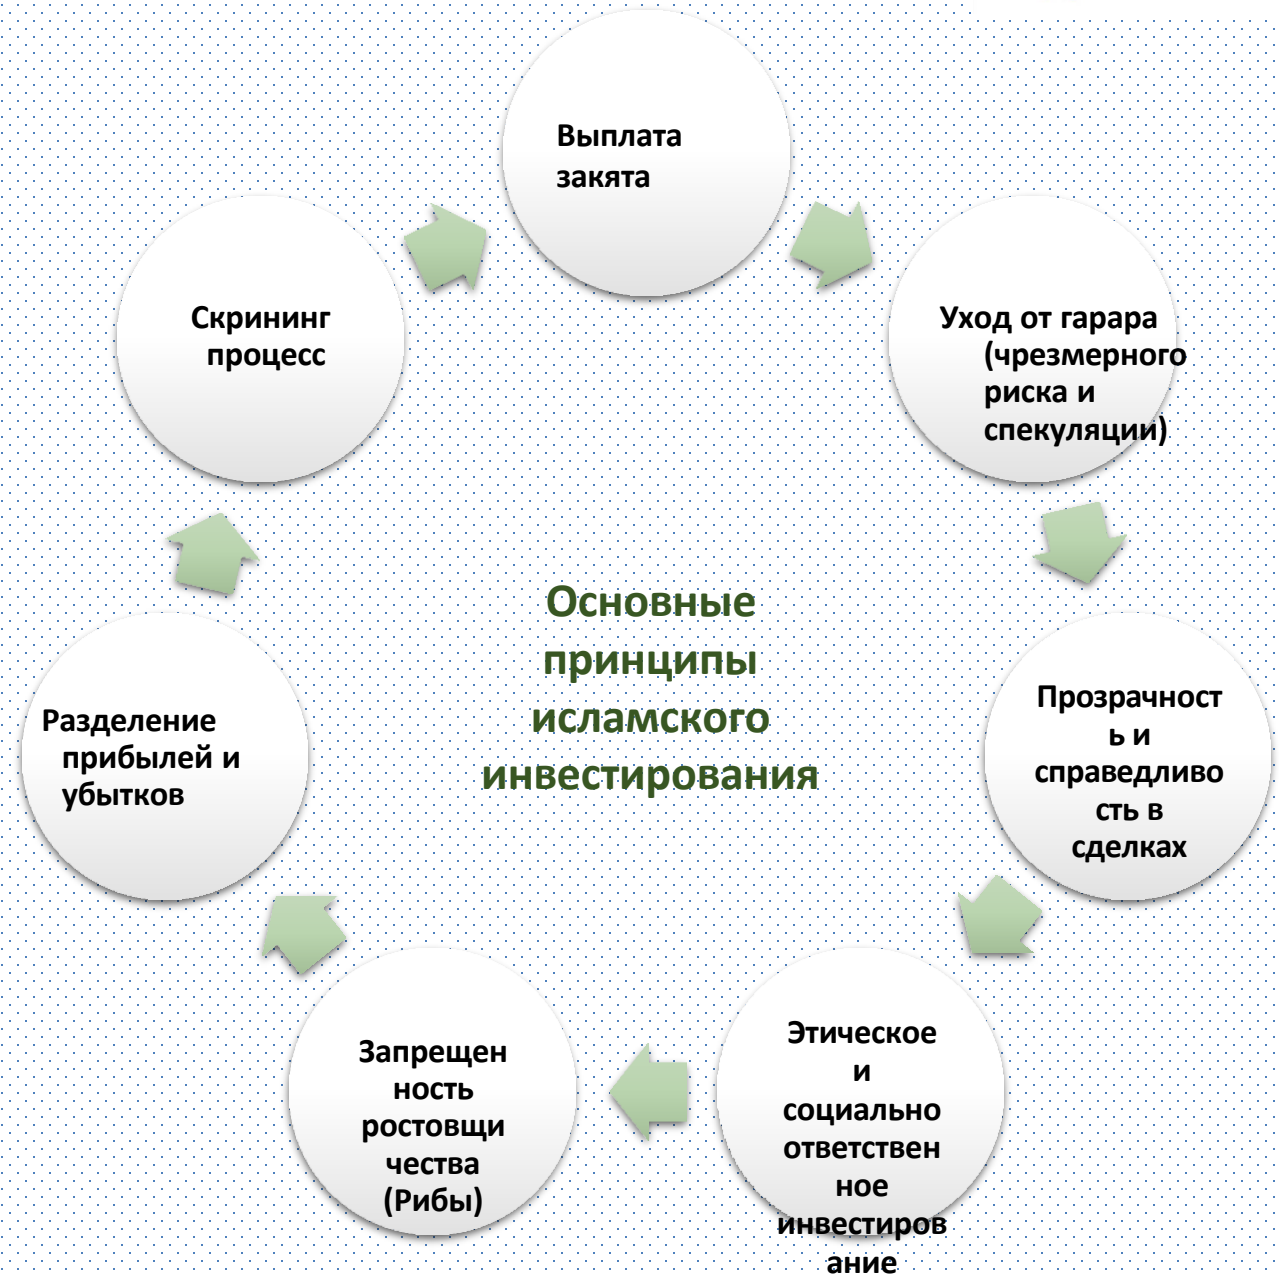 Выплата
закята
Уход от гарара
(чрезмерного
риска и
спекуляции)
Прозрачност
ь и
справедливо
сть в
сделках
Этическое
и
социально
ответствен
ное
инвестиров
ание
Запрещен
ность
ростовщи
чества
(Рибы)
Разделение
прибылей и
убытков
Скрининг
процесс
Основные
принципы
исламского
инвестирования